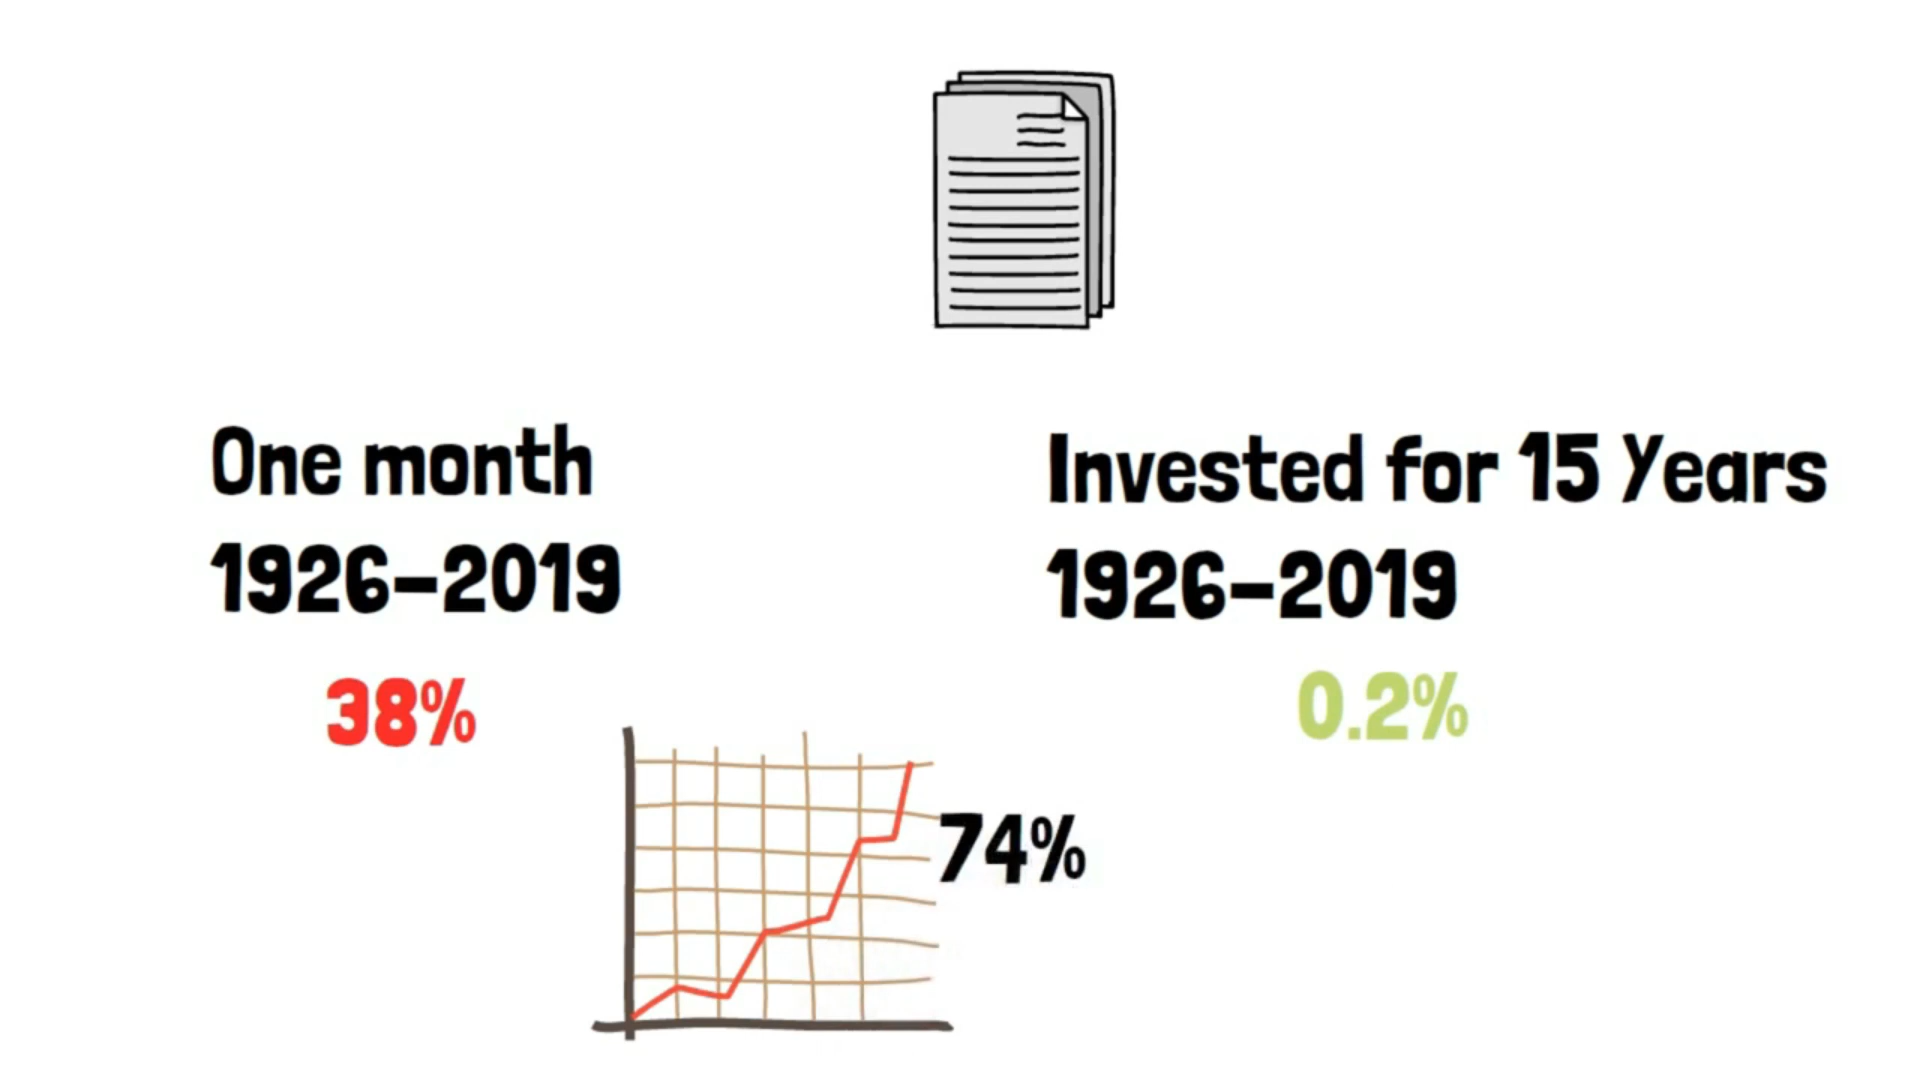 One month
1926-2019
38%
Invested for 15 Years
1926-2019
0.2%
74%